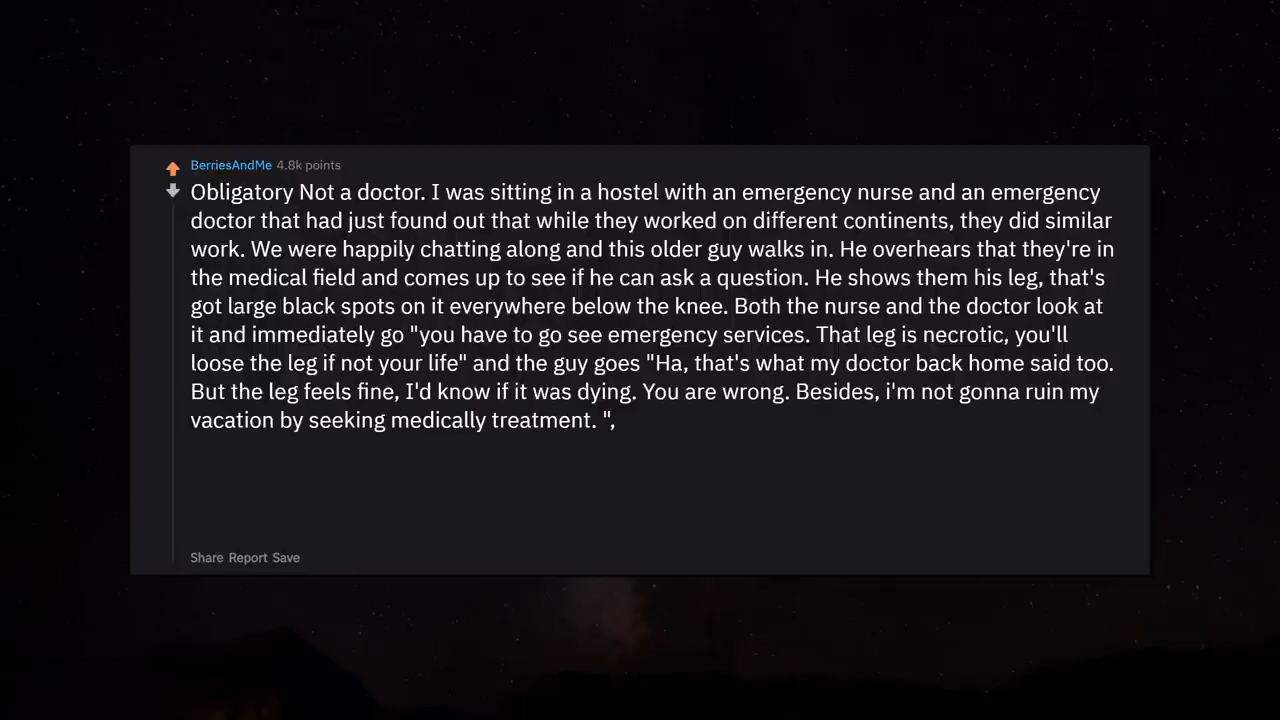 BerriesAndMe 4.8k points
Obligatory Not a doctor. I was sitting in a hostel with an emergency nurse and an emergency
doctor that had just found out that while they worked on different continents, they did similar
work. We were happily chatting along and this older guy walks in. He overhears that they're in
the medical field and comes up to see if he can ask a question. He shows them his leg, that's
got large black spots on it everywhere below the knee. Both the nurse and the doctor look at
it and immediately go "you have to go see emergency services. That leg is necrotic, you'll
loose the leg if not your life" and the guy goes "Ha, that's what my doctor back home said too.
But the leg feels fine, I'd know if it was dying. You are wrong. Besides, i'm not gonna ruin my
vacation by seeking medically treatment. ",
Share Report Save